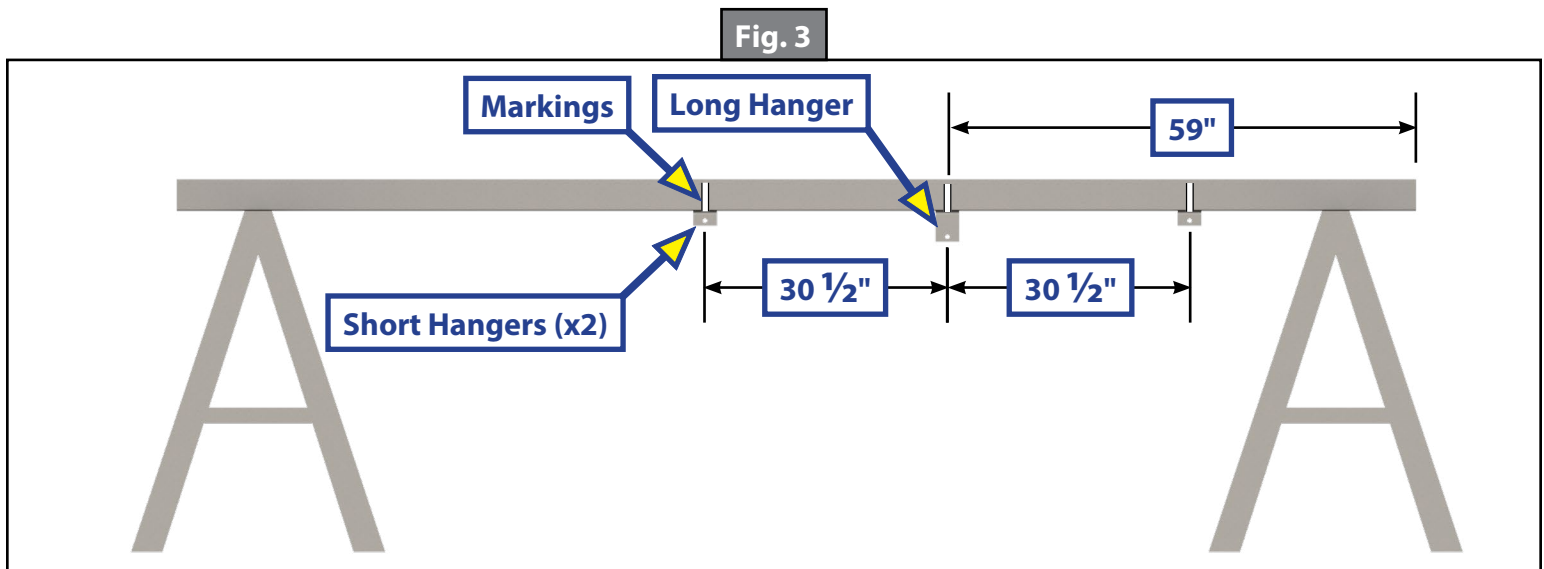 Fig. 3
Markings
Long Hanger
59"
30 ½"
30 ½"
Short Hangers (x2)